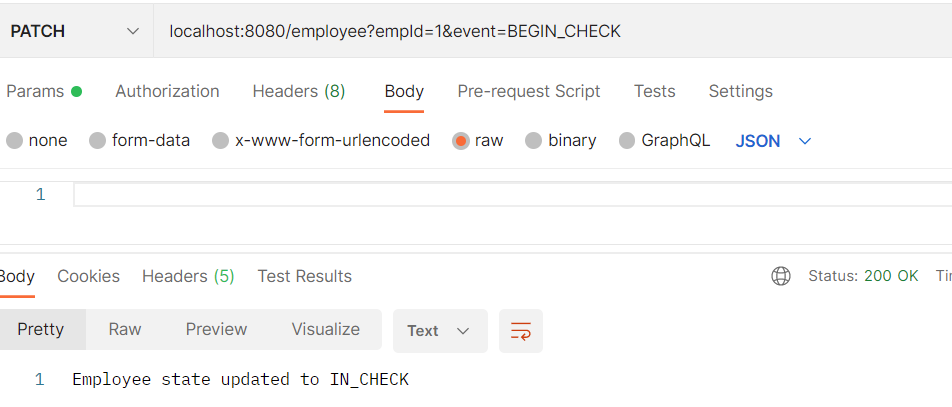 PATCH localhost:8080/employee?empId=1&event=BEGIN_CHECK
Params Authorization Headers (8) Body Pre-request Script Tests Settings
none form-data x-www-form-urlencoded raw binary GraphQL JSON
1
Body Cookies Headers (5) Test Results Status: 200 OK
Pretty Raw Preview Visualize Text
1 Employee state updated to IN_CHECK